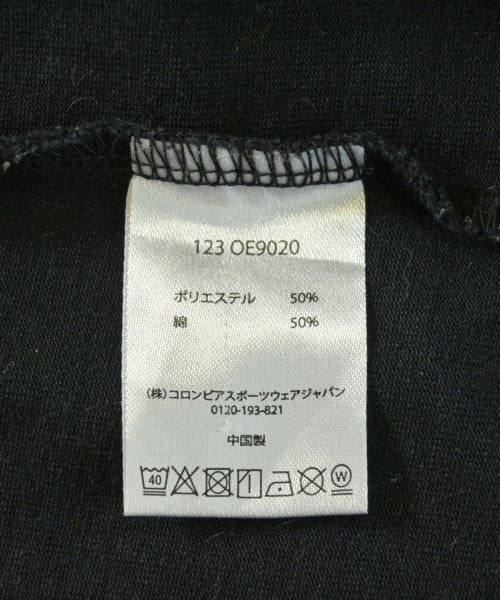 123 OE9020
ポリエステル 50%
綿 50%
(株)コロンビアスポーツウェアジャパン
0120-193-821
中国製
40 W